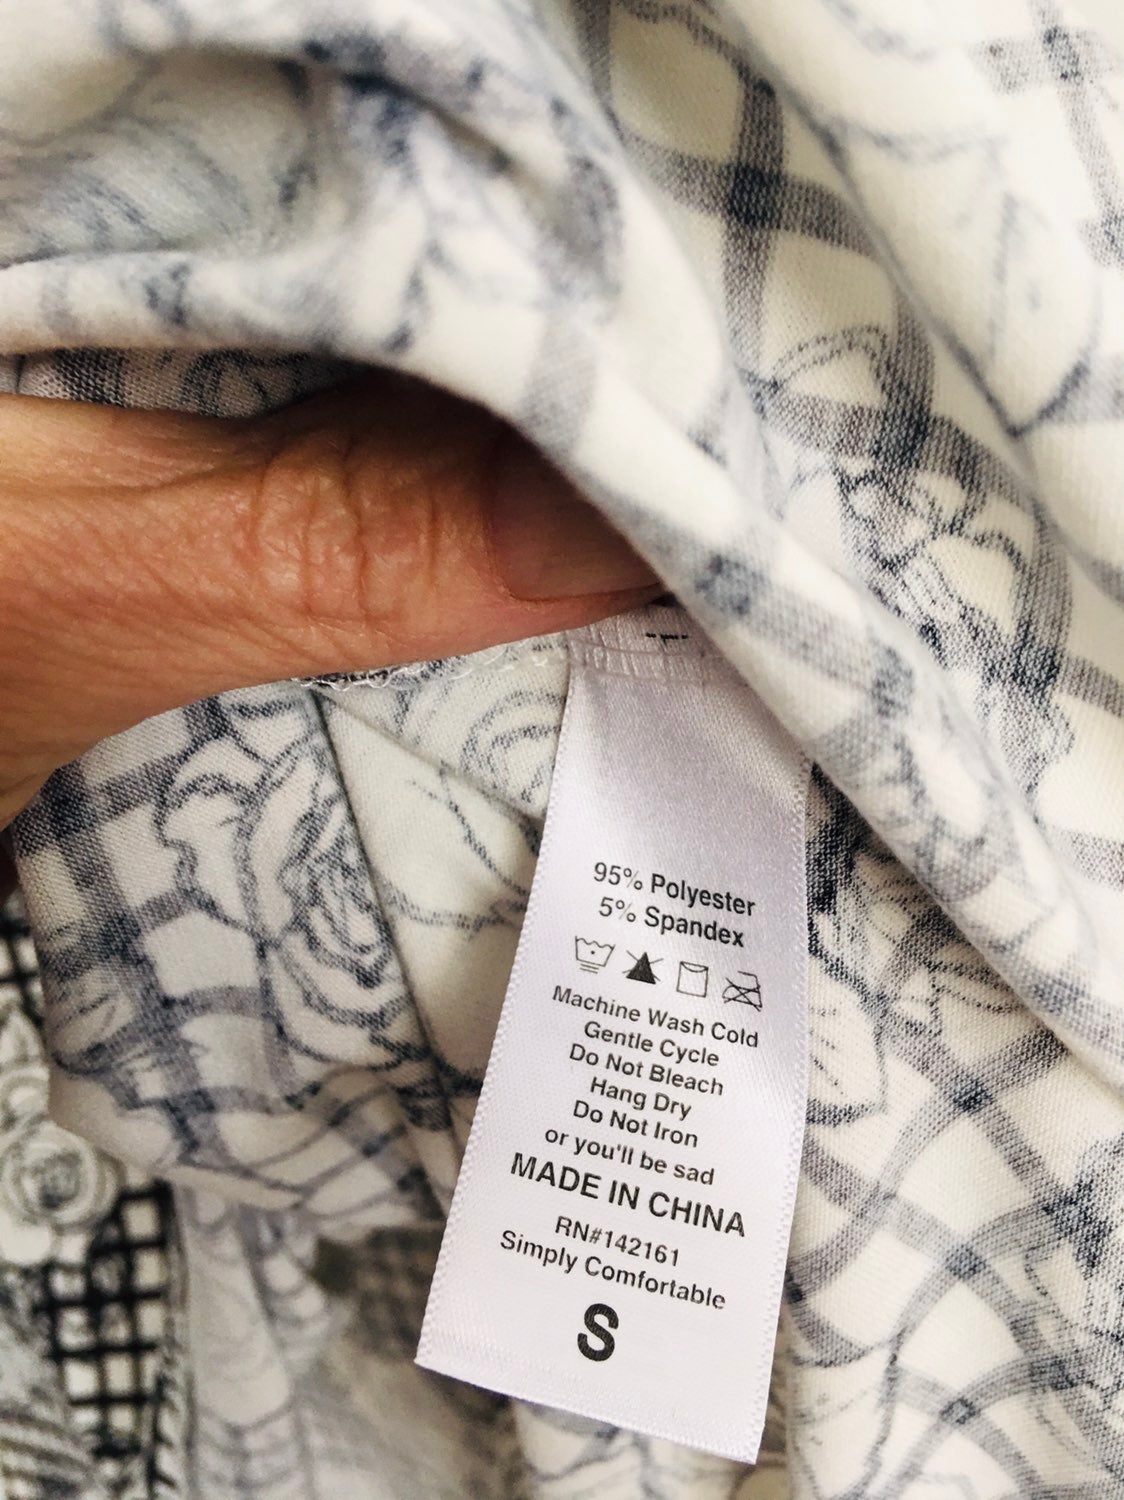 95% Polyester
5% Spandex
Machine Wash Cold
Gentle Cycle
Do Not Bleach
Hang Dry
Do Not Iron
or you'll be sad
MADE IN CHINA
RN#142161
Simply Comfortable
S